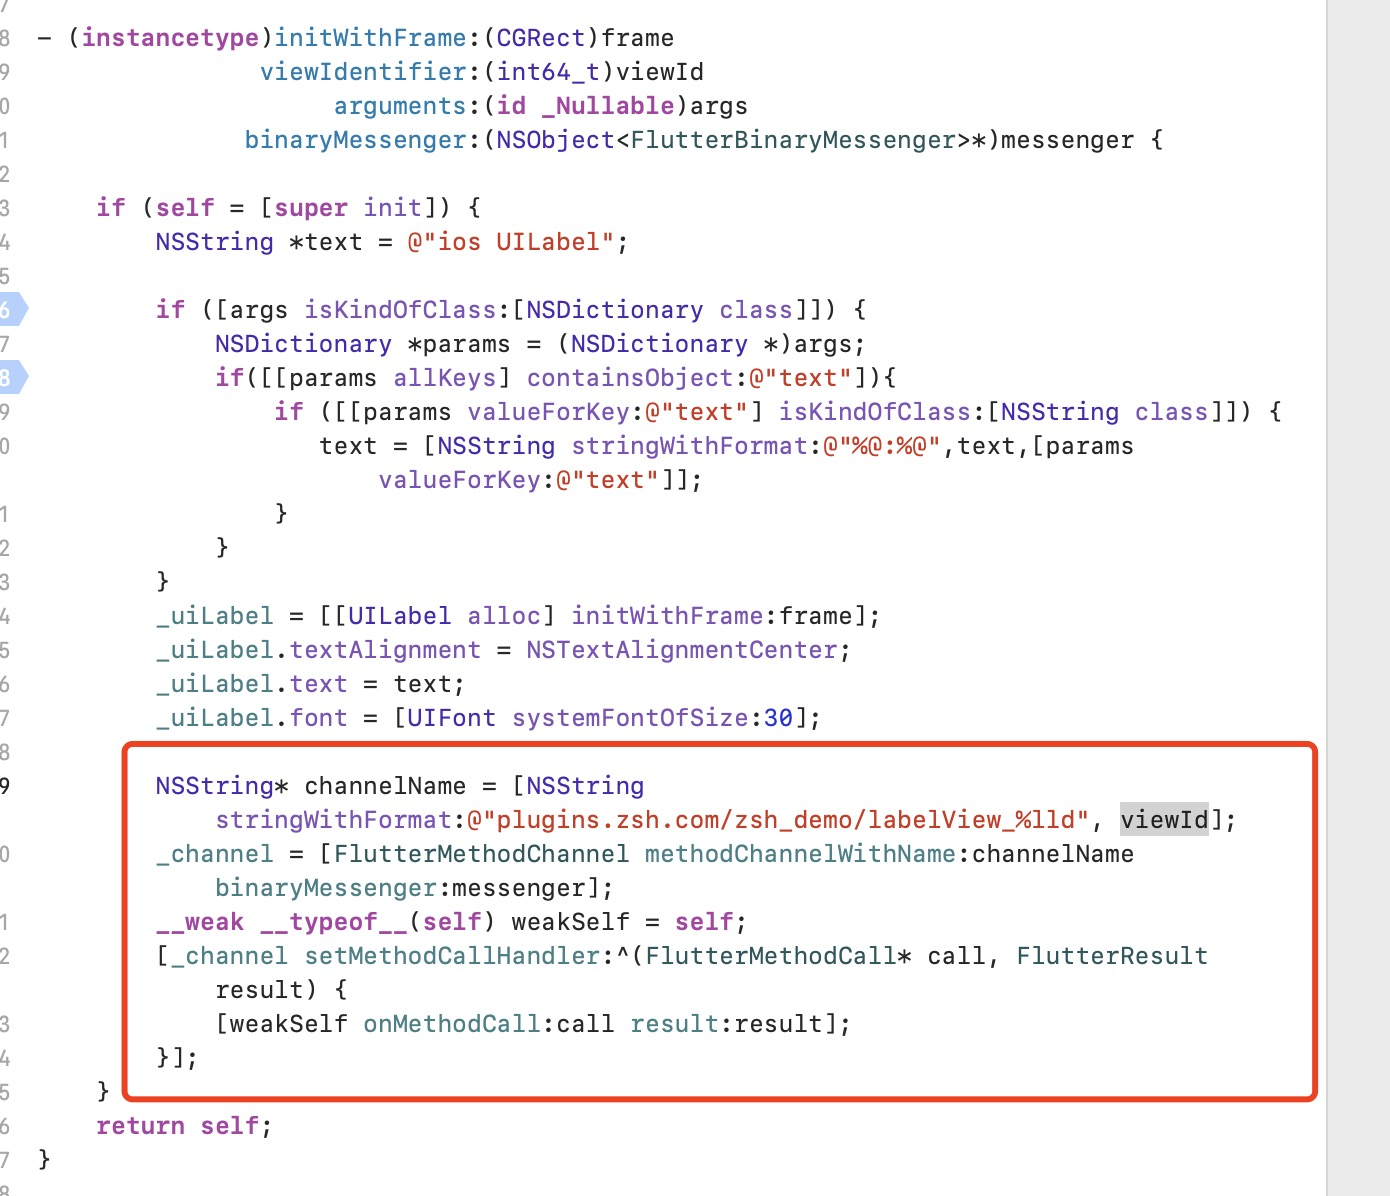 7
8 - (instancetype)initWithFrame:(CGRect)frame
9 viewIdentifier:(int64_t)viewId
0 arguments:(id _Nullable)args
1 binaryMessenger:(NSObject<FlutterBinaryMessenger>*)messenger {
2
3 if (self = [super init]) {
4 NSString *text = @"ios UILabel";
5
6 if ([args isKindOfClass:[NSDictionary class]]) {
7 NSDictionary *params = (NSDictionary *)args;
8 if([[params allKeys] containsObject:@"text"]){
9 if ([[params valueForKey:@"text"] isKindOfClass:[NSString class]]) {
0 text = [NSString stringWithFormat:@"%@:%@",text,[params
valueForKey:@"text"]];
1 }
2 }
3 }
4 _uiLabel = [[UILabel alloc] initWithFrame:frame];
5 _uiLabel.textAlignment = NSTextAlignmentCenter;
6 _uiLabel.text = text;
7 _uiLabel.font = [UIFont systemFontOfSize:30];
8
9 NSString* channelName = [NSString
stringWithFormat:@"plugins.zsh.com/zsh_demo/labelView_%lld", viewId];
0 _channel = [FlutterMethodChannel methodChannelWithName:channelName
binaryMessenger:messenger];
1 __weak __typeof__(self) weakSelf = self;
2 [_channel setMethodCallHandler:^(FlutterMethodCall* call, FlutterResult
result) {
3 [weakSelf onMethodCall:call result:result];
4 }];
5 }
6 return self;
7 }
8